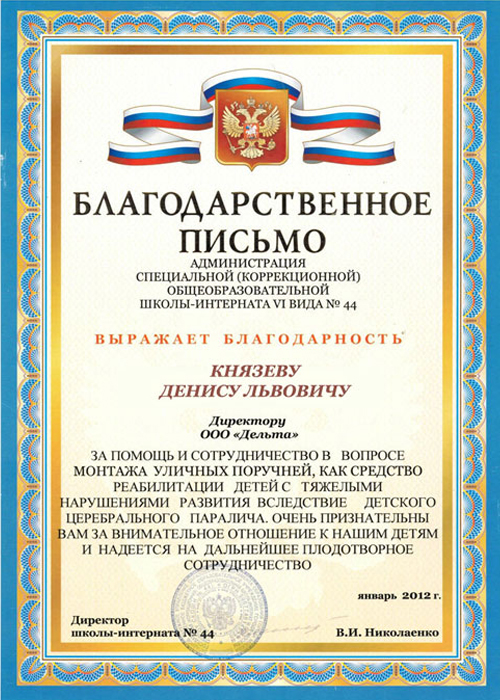 БЛАГОДАРСТВЕННОЕ
ПИСЬМО
АДМИНИСТРАЦИЯ
СПЕЦИАЛЬНОЙ (КОРРЕКЦИОННОЙ)
ОБЩЕОБРАЗОВАТЕЛЬНОЙ
ШКОЛЫ-ИНТЕРНАТА VI ВИДА № 44
ВЫРАЖАЕТ БЛАГОДАРНОСТЬ
КНЯЗЕВУ
ДЕНИСУ ЛЬВОВИЧУ
Директору
ООО «Дельта»
ЗА ПОМОЩЬ И СОТРУДНИЧЕСТВО В ВОПРОСЕ
МОНТАЖА УЛИЧНЫХ ПОРУЧНЕЙ, КАК СРЕДСТВО
РЕАБИЛИТАЦИИ ДЕТЕЙ С ТЯЖЕЛЫМИ
НАРУШЕНИЯМИ РАЗВИТИЯ ВСЛЕДСТВИЕ ДЕТСКОГО
ЦЕРЕБРАЛЬНОГО ПАРАЛИЧА. ОЧЕНЬ ПРИЗНАТЕЛЬНЫ
ВАМ ЗА ВНИМАТЕЛЬНОЕ ОТНОШЕНИЕ К НАШИМ ДЕТЯМ
И НАДЕЕТСЯ НА ДАЛЬНЕЙШЕЕ ПЛОДОТВОРНОЕ
СОТРУДНИЧЕСТВО
январь 2012 г.
Директор
школы-интерната № 44 В.И. Николаенко